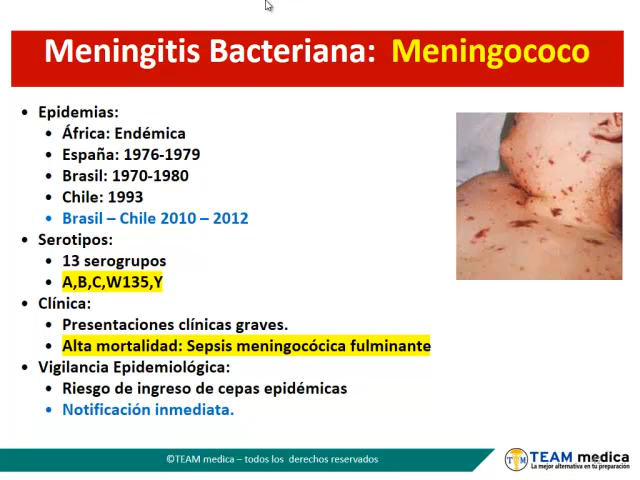 Meningitis Bacteriana: Meningococo
• Epidemias:
• África: Endémica
• España: 1976-1979
• Brasil: 1970-1980
• Chile: 1993
• Brasil – Chile 2010 – 2012
• Serotipos:
• 13 serogrupos
• A,B,C,W135,Y
• Clínica:
• Presentaciones clínicas graves.
• Alta mortalidad: Sepsis meningocócica fulminante
• Vigilancia Epidemiológica:
• Riesgo de ingreso de cepas epidémicas
• Notificación inmediata.
©TEAM medica – todos los derechos reservados
TM
TEAM medica
La mejor alternativa en tu preparación